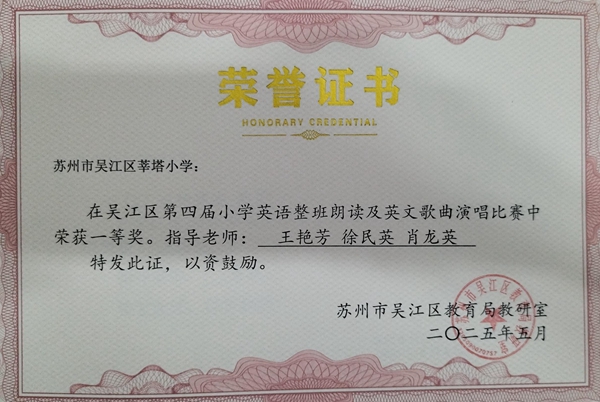 荣誉证书
HONORARY CREDENTIAL
苏州市吴江区莘塔小学：
在吴江区第四届小学英语整班朗读及英文歌曲演唱比赛中
荣获一等奖。指导老师： 王艳芳 徐民英 肖龙英
特发此证，以资鼓励。
苏州市吴江区教育局教研室
二〇二五年五月